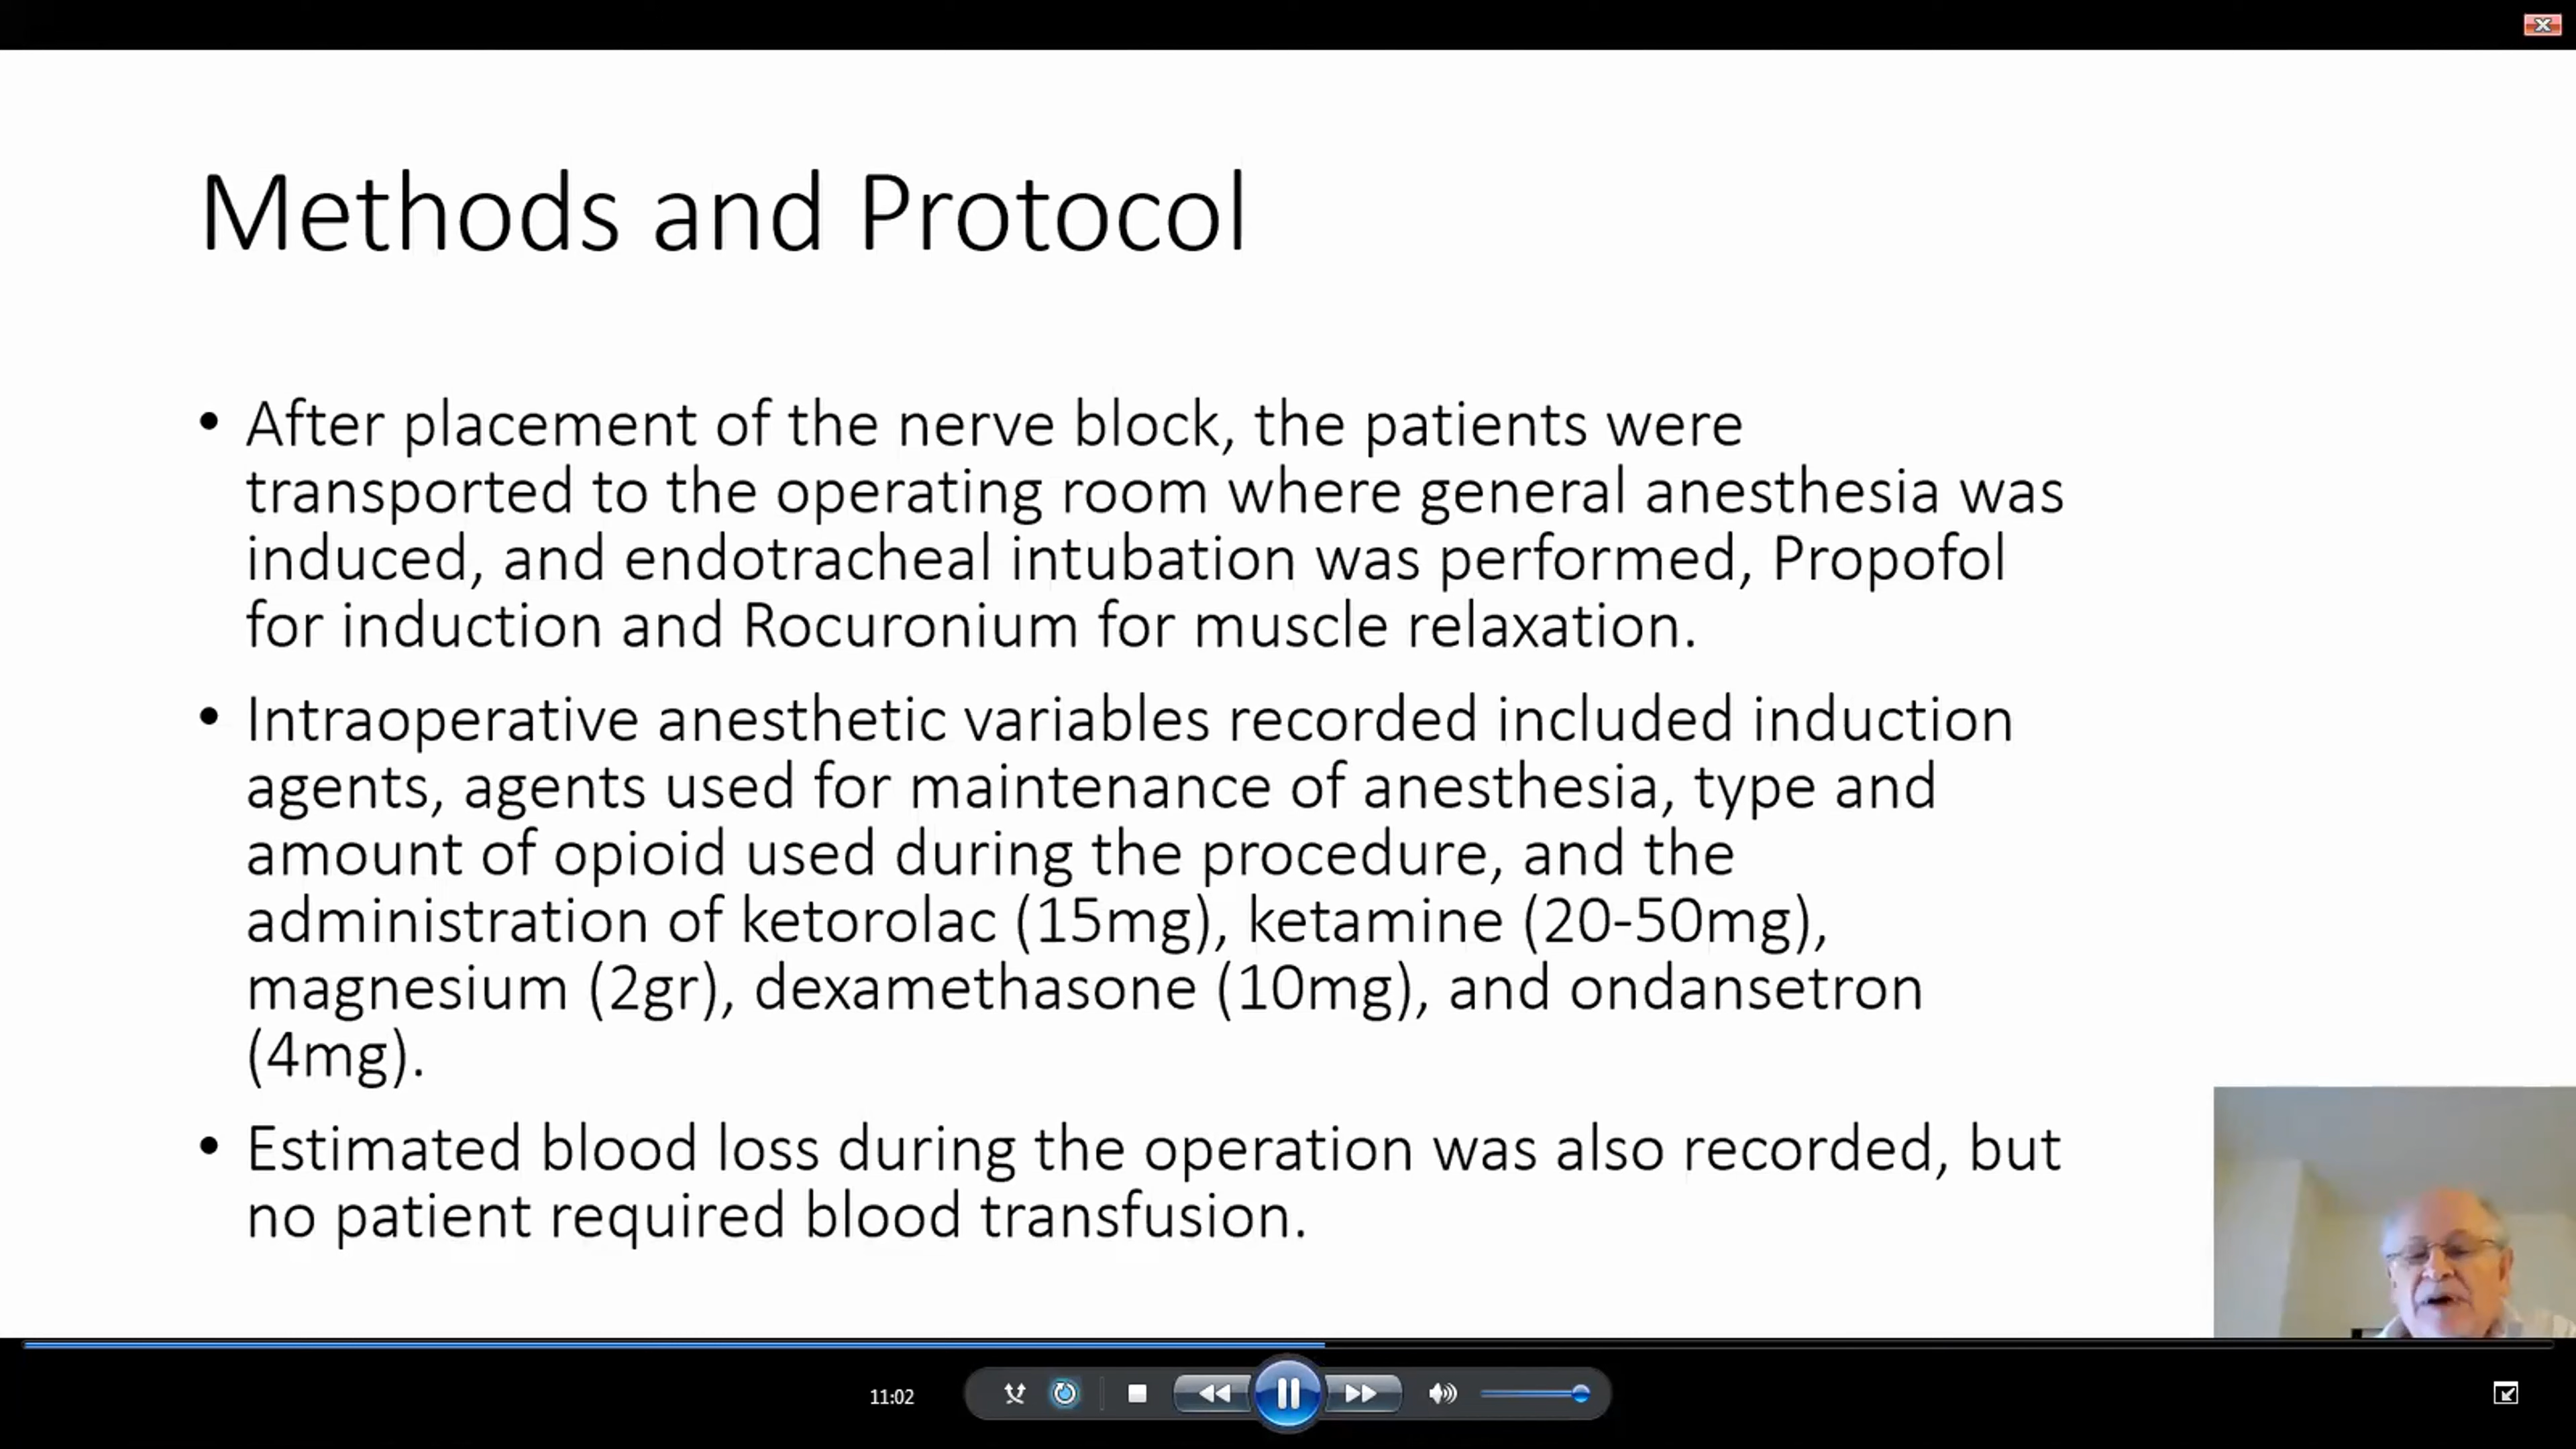 Methods and Protocol
• After placement of the nerve block, the patients were
transported to the operating room where general anesthesia was
induced, and endotracheal intubation was performed, Propofol
for induction and Rocuronium for muscle relaxation.
• Intraoperative anesthetic variables recorded included induction
agents, agents used for maintenance of anesthesia, type and
amount of opioid used during the procedure, and the
administration of ketorolac (15mg), ketamine (20-50mg),
magnesium (2gr), dexamethasone (10mg), and ondansetron
(4mg).
• Estimated blood loss during the operation was also recorded, but
no patient required blood transfusion.
11:02